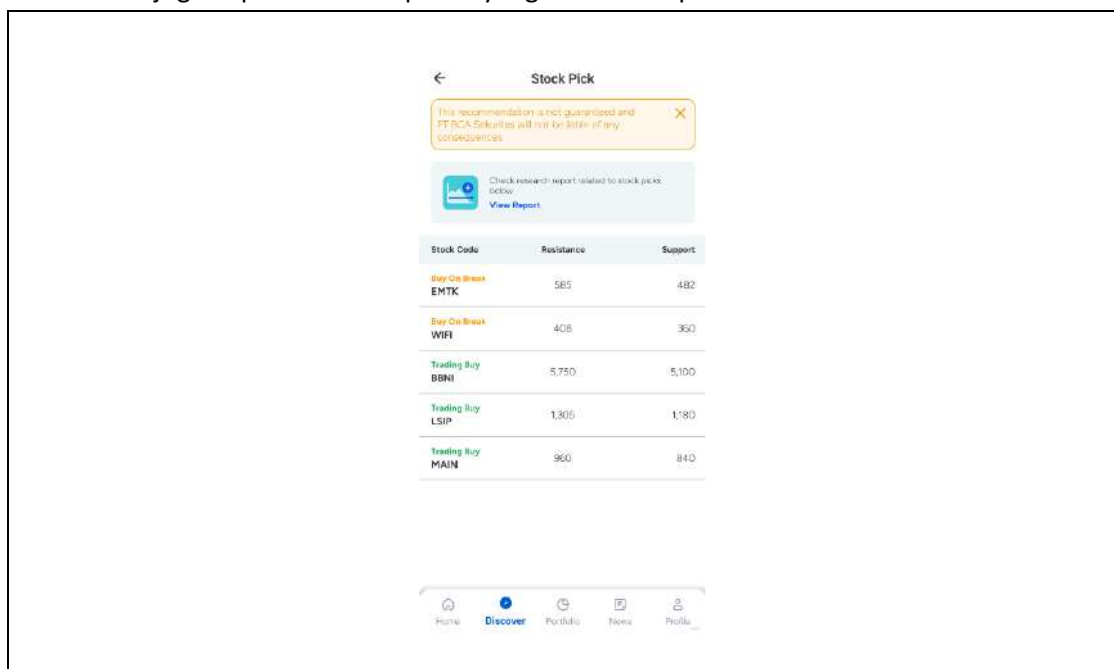 Stock Pick
This recommendation is not guaranteed and
PT BCA Sekuritas will not be liable of any
consequences
Check research report related to stock picks
below
View Report
Stock Code Resistance Support
Buy On Break
EMTK 585 482
Buy On Break
WIFI 408 360
Trading Buy
BBNI 5,750 5,100
Trading Buy
LSIP 1,305 1,180
Trading Buy
MAIN 960 840
Home Discover Portfolio News Profile